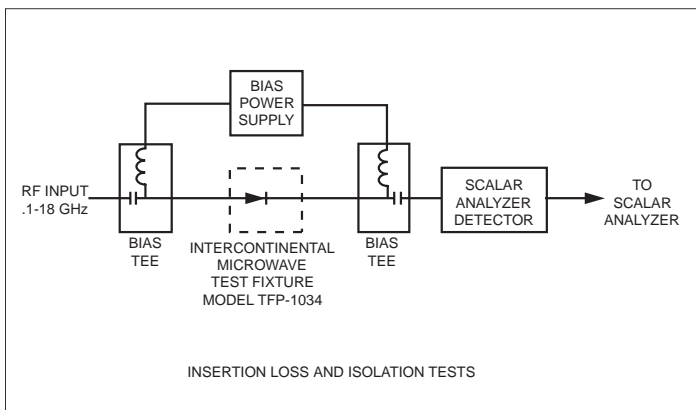 BIAS
POWER
SUPPLY
RF INPUT
.1-18 GHz
BIAS
TEE
INTERCONTINENTAL
MICROWAVE
TEST FIXTURE
MODEL TFP-1034
BIAS
TEE
SCALAR
ANALYZER
DETECTOR
TO
SCALAR
ANALYZER
INSERTION LOSS AND ISOLATION TESTS